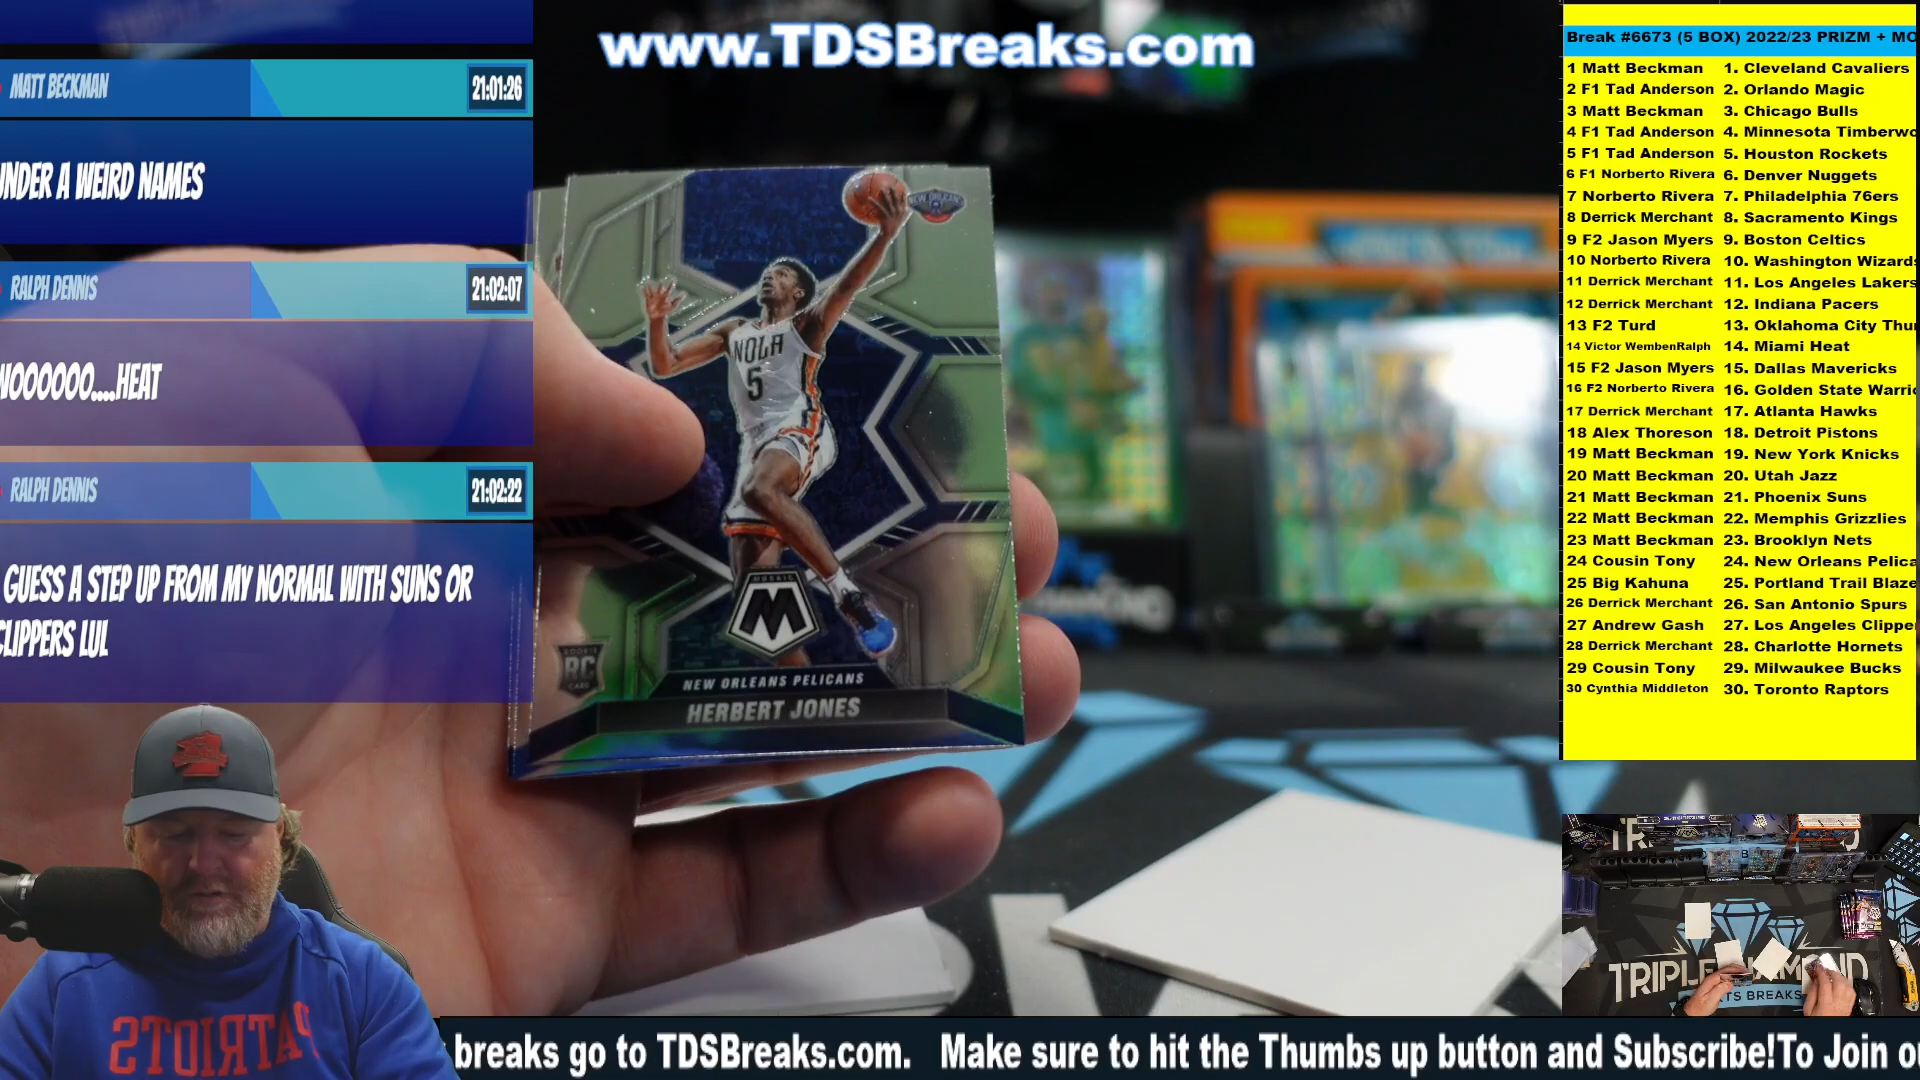 www.TDSBreaks.com
MATT BECKMAN
21:01:26
UNDER A WEIRD NAMES
RALPH DENNIS
21:02:07
WOOOOOO....HEAT
RALPH DENNIS
21:02:22
GUESS A STEP UP FROM MY NORMAL WITH SUNS OR
CLIPPERS LUL
NEW ORLEANS
NOLA
5
MOSAIC
M
ROOKIE
RC
CARD
NEW ORLEANS PELICANS
HERBERT JONES
Break #6673 (5 BOX) 2022/23 PRIZM + MO
1 Matt Beckman 1. Cleveland Cavaliers
2 F1 Tad Anderson 2. Orlando Magic
3 Matt Beckman 3. Chicago Bulls
4 F1 Tad Anderson 4. Minnesota Timberwo
5 F1 Tad Anderson 5. Houston Rockets
6 F1 Norberto Rivera 6. Denver Nuggets
7 Norberto Rivera 7. Philadelphia 76ers
8 Derrick Merchant 8. Sacramento Kings
9 F2 Jason Myers 9. Boston Celtics
10 Norberto Rivera 10. Washington Wizards
11 Derrick Merchant 11. Los Angeles Lakers
12 Derrick Merchant 12. Indiana Pacers
13 F2 Turd 13. Oklahoma City Thu
14 Victor WembenRalph 14. Miami Heat
15 F2 Jason Myers 15. Dallas Mavericks
16 F2 Norberto Rivera 16. Golden State Warrio
17 Derrick Merchant 17. Atlanta Hawks
18 Alex Thoreson 18. Detroit Pistons
19 Matt Beckman 19. New York Knicks
20 Matt Beckman 20. Utah Jazz
21 Matt Beckman 21. Phoenix Suns
22 Matt Beckman 22. Memphis Grizzlies
23 Matt Beckman 23. Brooklyn Nets
24 Cousin Tony 24. New Orleans Pelica
25 Big Kahuna 25. Portland Trail Blaze
26 Derrick Merchant 26. San Antonio Spurs
27 Andrew Gash 27. Los Angeles Clippe
28 Derrick Merchant 28. Charlotte Hornets
29 Cousin Tony 29. Milwaukee Bucks
30 Cynthia Middleton 30. Toronto Raptors
TRIPLE DIAMOND
TS BREAKS
PATRIOTS
breaks go to TDSBreaks.com. Make sure to hit the Thumbs up button and Subscribe!To Join o